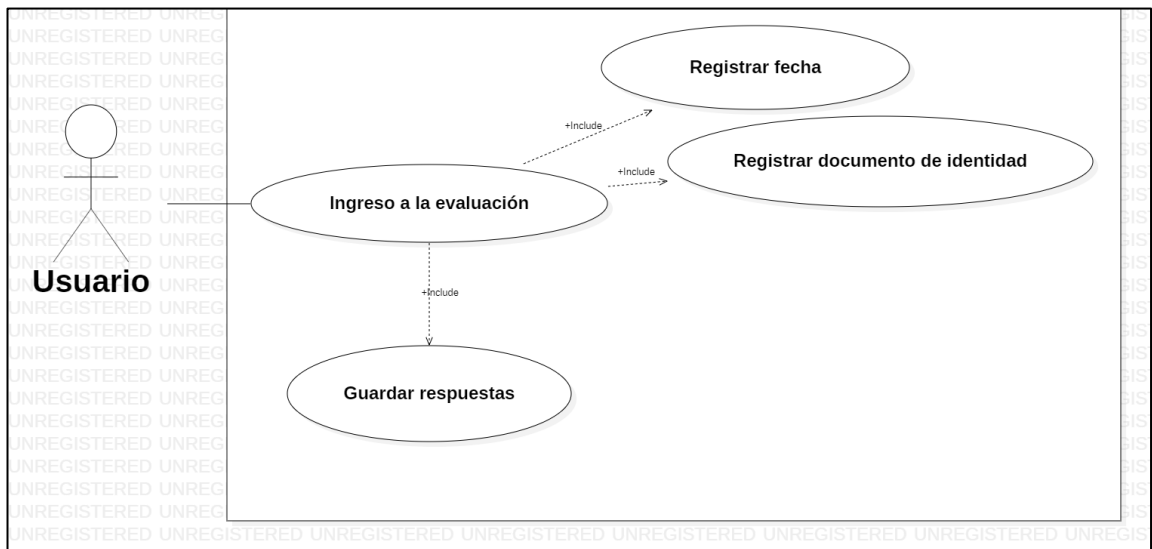 Registrar fecha
+Include
Registrar documento de identidad
+Include
Ingreso a la evaluación
Usuario
+Include
Guardar respuestas
UNREGISTERED UNREGISTERED UNREGISTERED UNREGISTERED UNREGISTERED UNREGISTERED UNREGISTERED